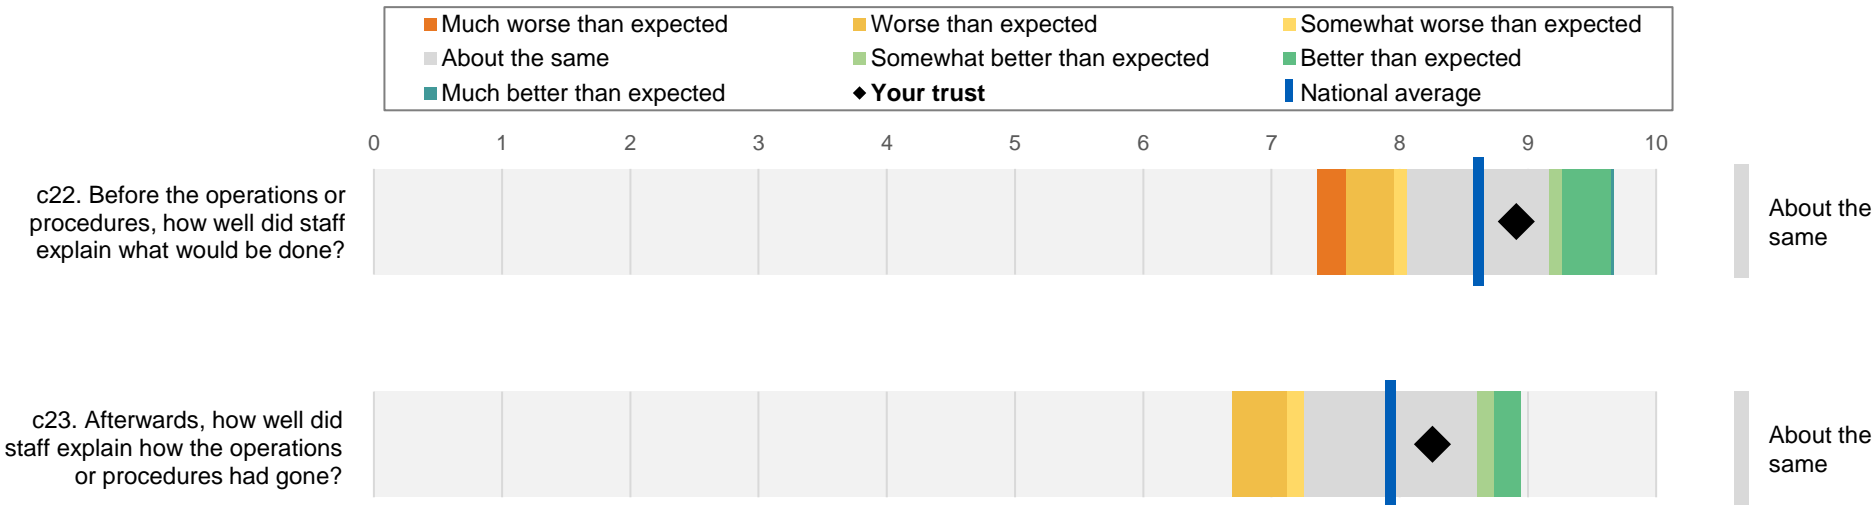 Much worse than expected
Worse than expected
Somewhat worse than expected
About the same
Somewhat better than expected
Better than expected
Much better than expected
Your trust
National average
0 1 2 3 4 5 6 7 8 9 10
c22. Before the operations or
procedures, how well did staff
explain what would be done?
About the
same
c23. Afterwards, how well did
staff explain how the operations
or procedures had gone?
About the
same